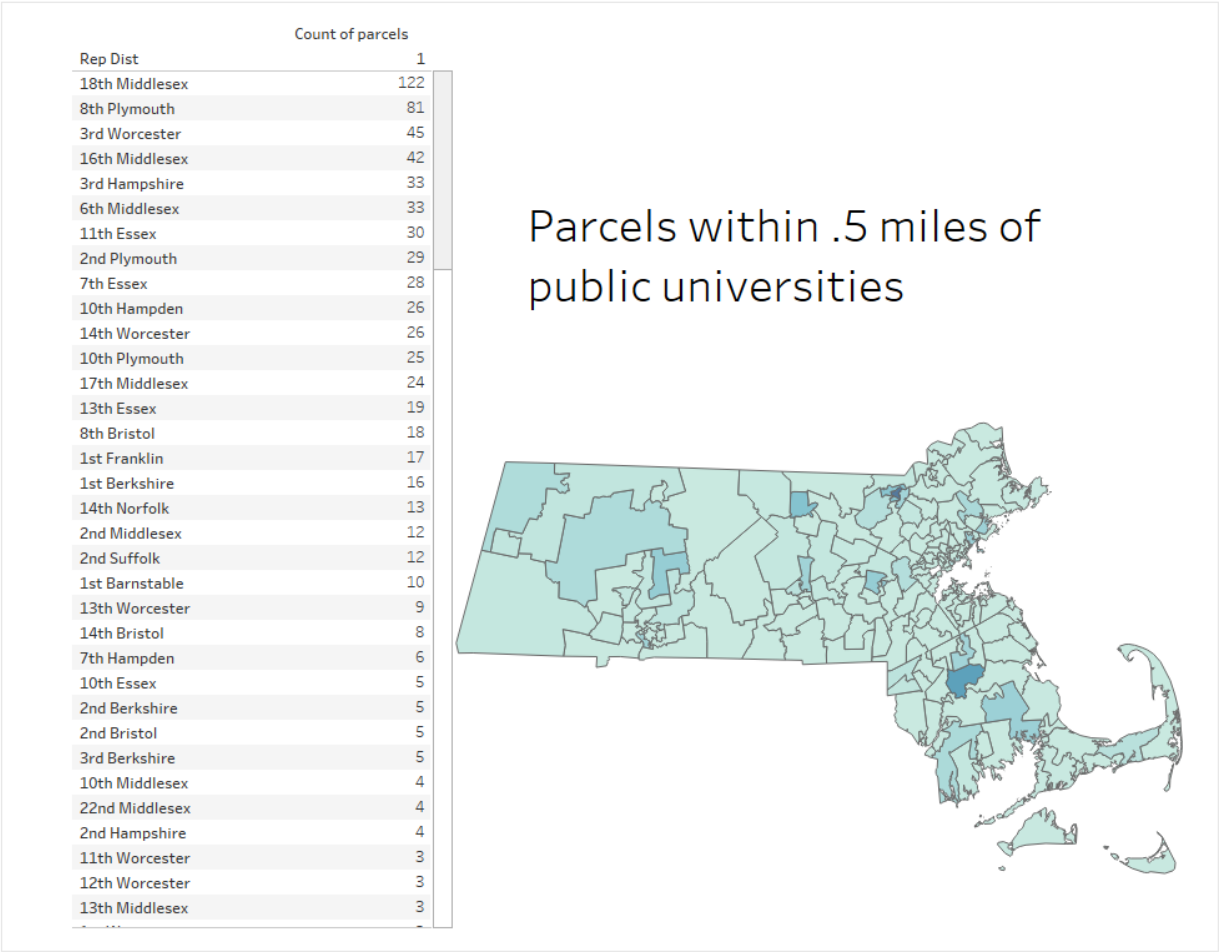 Count of parcels
Rep Dist 1
18th Middlesex 122
8th Plymouth 81
3rd Worcester 45
16th Middlesex 42
3rd Hampshire 33
6th Middlesex 33
11th Essex 30
2nd Plymouth 29
7th Essex 28
10th Hampden 26
14th Worcester 26
10th Plymouth 25
17th Middlesex 24
13th Essex 19
8th Bristol 18
1st Franklin 17
1st Berkshire 16
14th Norfolk 13
2nd Middlesex 12
2nd Suffolk 12
1st Barnstable 10
13th Worcester 9
14th Bristol 8
7th Hampden 6
10th Essex 5
2nd Berkshire 5
2nd Bristol 5
3rd Berkshire 5
10th Middlesex 4
22nd Middlesex 4
2nd Hampshire 4
11th Worcester 3
12th Worcester 3
13th Middlesex 3
Parcels within .5 miles of
public universities